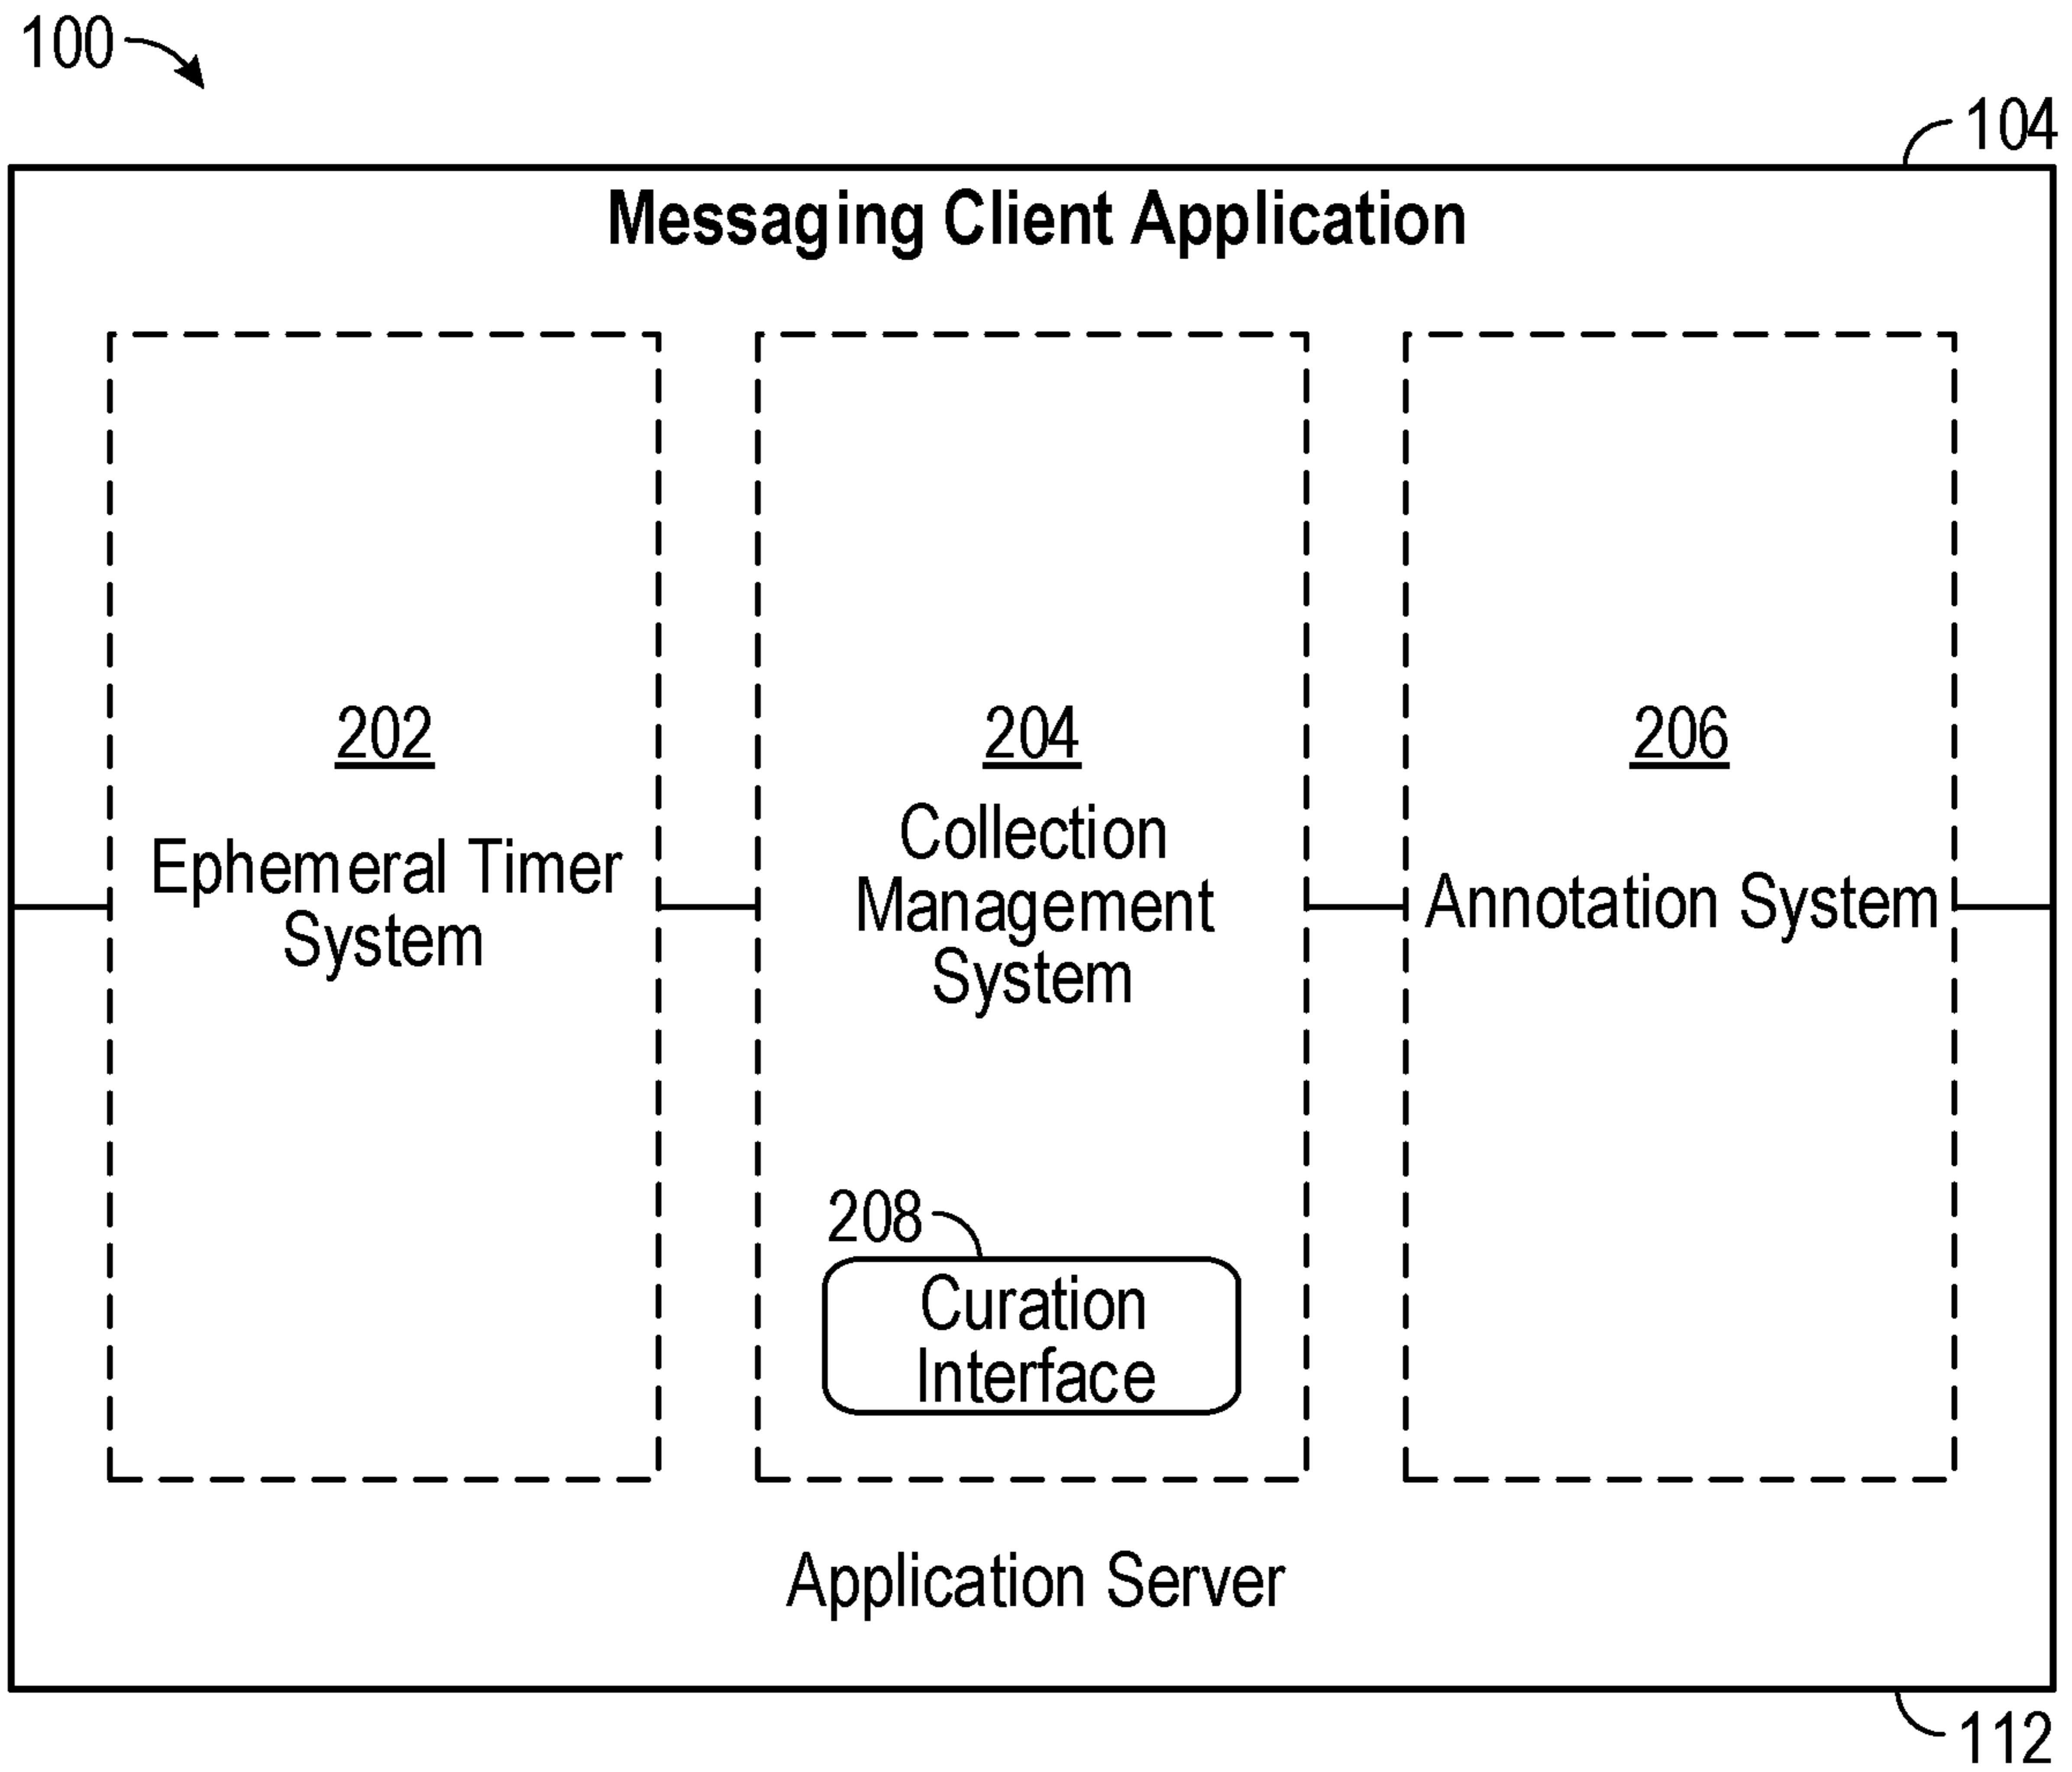 100
104
Messaging Client Application
202
Ephemeral Timer
System
204
Collection
Management
System
206
Annotation System
208
Curation
Interface
Application Server
112